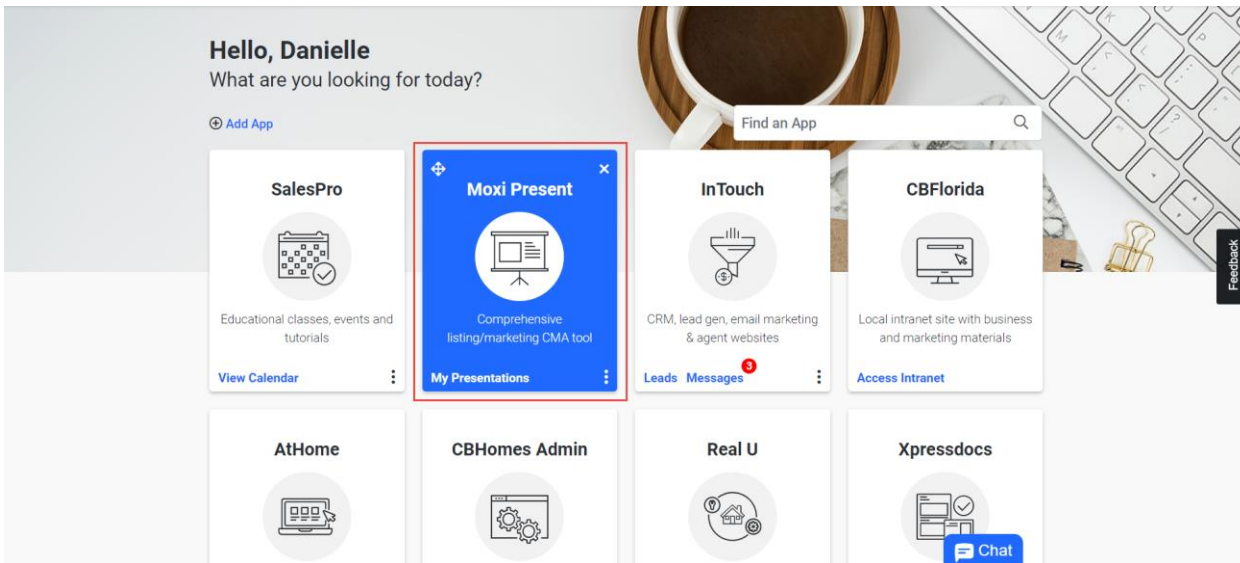 Hello, Danielle
What are you looking for today?
Add App
Find an App
SalesPro
Educational classes, events and
tutorials
View Calendar
Moxi Present
Comprehensive
listing/marketing CMA tool
My Presentations
InTouch
CRM, lead gen, email marketing
& agent websites
Leads Messages 3
CBFlorida
Local intranet site with business
and marketing materials
Access Intranet
Feedback
AtHome
CBHomes Admin
Real U
Xpressdocs
Chat